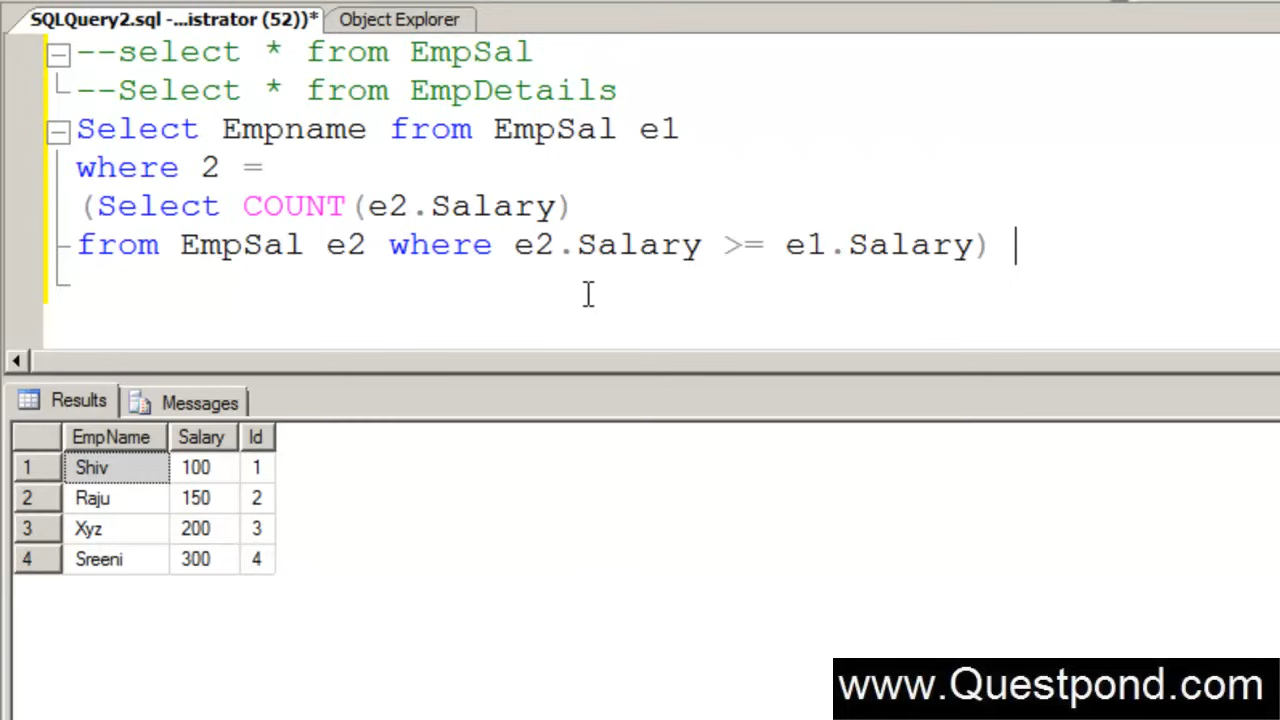 SQLQuery2.sql -...istrator (52))* Object Explorer
--select * from EmpSal
--Select * from EmpDetails
Select Empname from EmpSal e1
where 2 =
(Select COUNT(e2.Salary)
from EmpSal e2 where e2.Salary >= e1.Salary)
Results Messages
EmpName Salary Id
1 Shiv 100 1
2 Raju 150 2
3 Xyz 200 3
4 Sreeni 300 4
www.Questpond.com